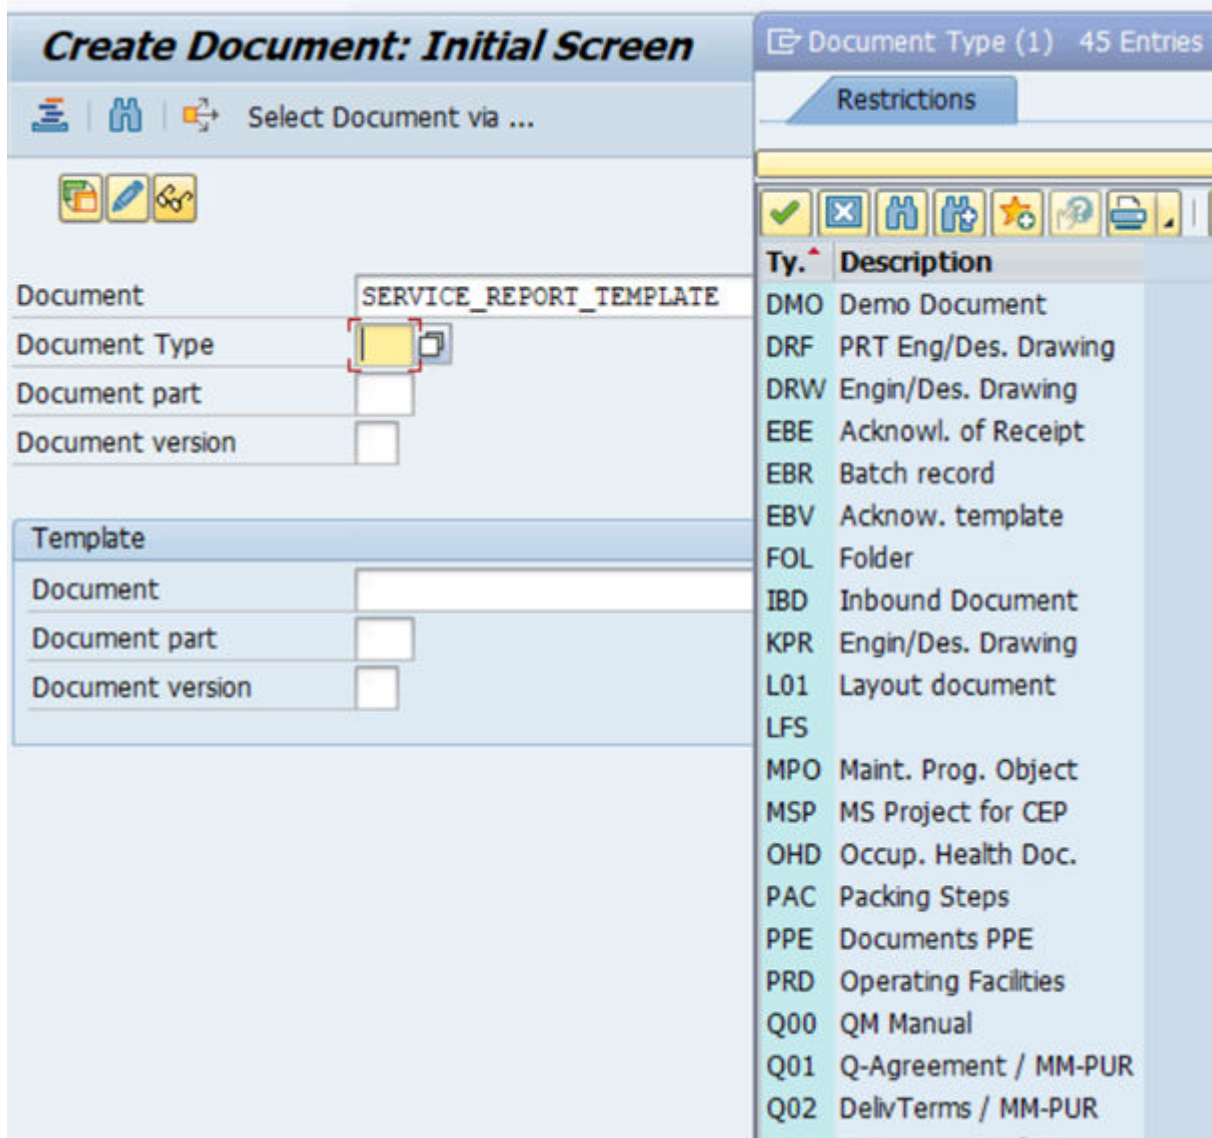 Create Document: Initial Screen
Select Document via ...
Document SERVICE_REPORT_TEMPLATE
Document Type
Document part
Document version
Template
Document
Document part
Document version
Document Type (1) 45 Entries
Restrictions
Ty. Description
DMO Demo Document
DRF PRT Eng/Des. Drawing
DRW Engin/Des. Drawing
EBE Acknowl. of Receipt
EBR Batch record
EBV Acknow. template
FOL Folder
IBD Inbound Document
KPR Engin/Des. Drawing
L01 Layout document
LFS
MPO Maint. Prog. Object
MSP MS Project for CEP
OHD Occup. Health Doc.
PAC Packing Steps
PPE Documents PPE
PRD Operating Facilities
Q00 QM Manual
Q01 Q-Agreement / MM-PUR
Q02 DelivTerms / MM-PUR